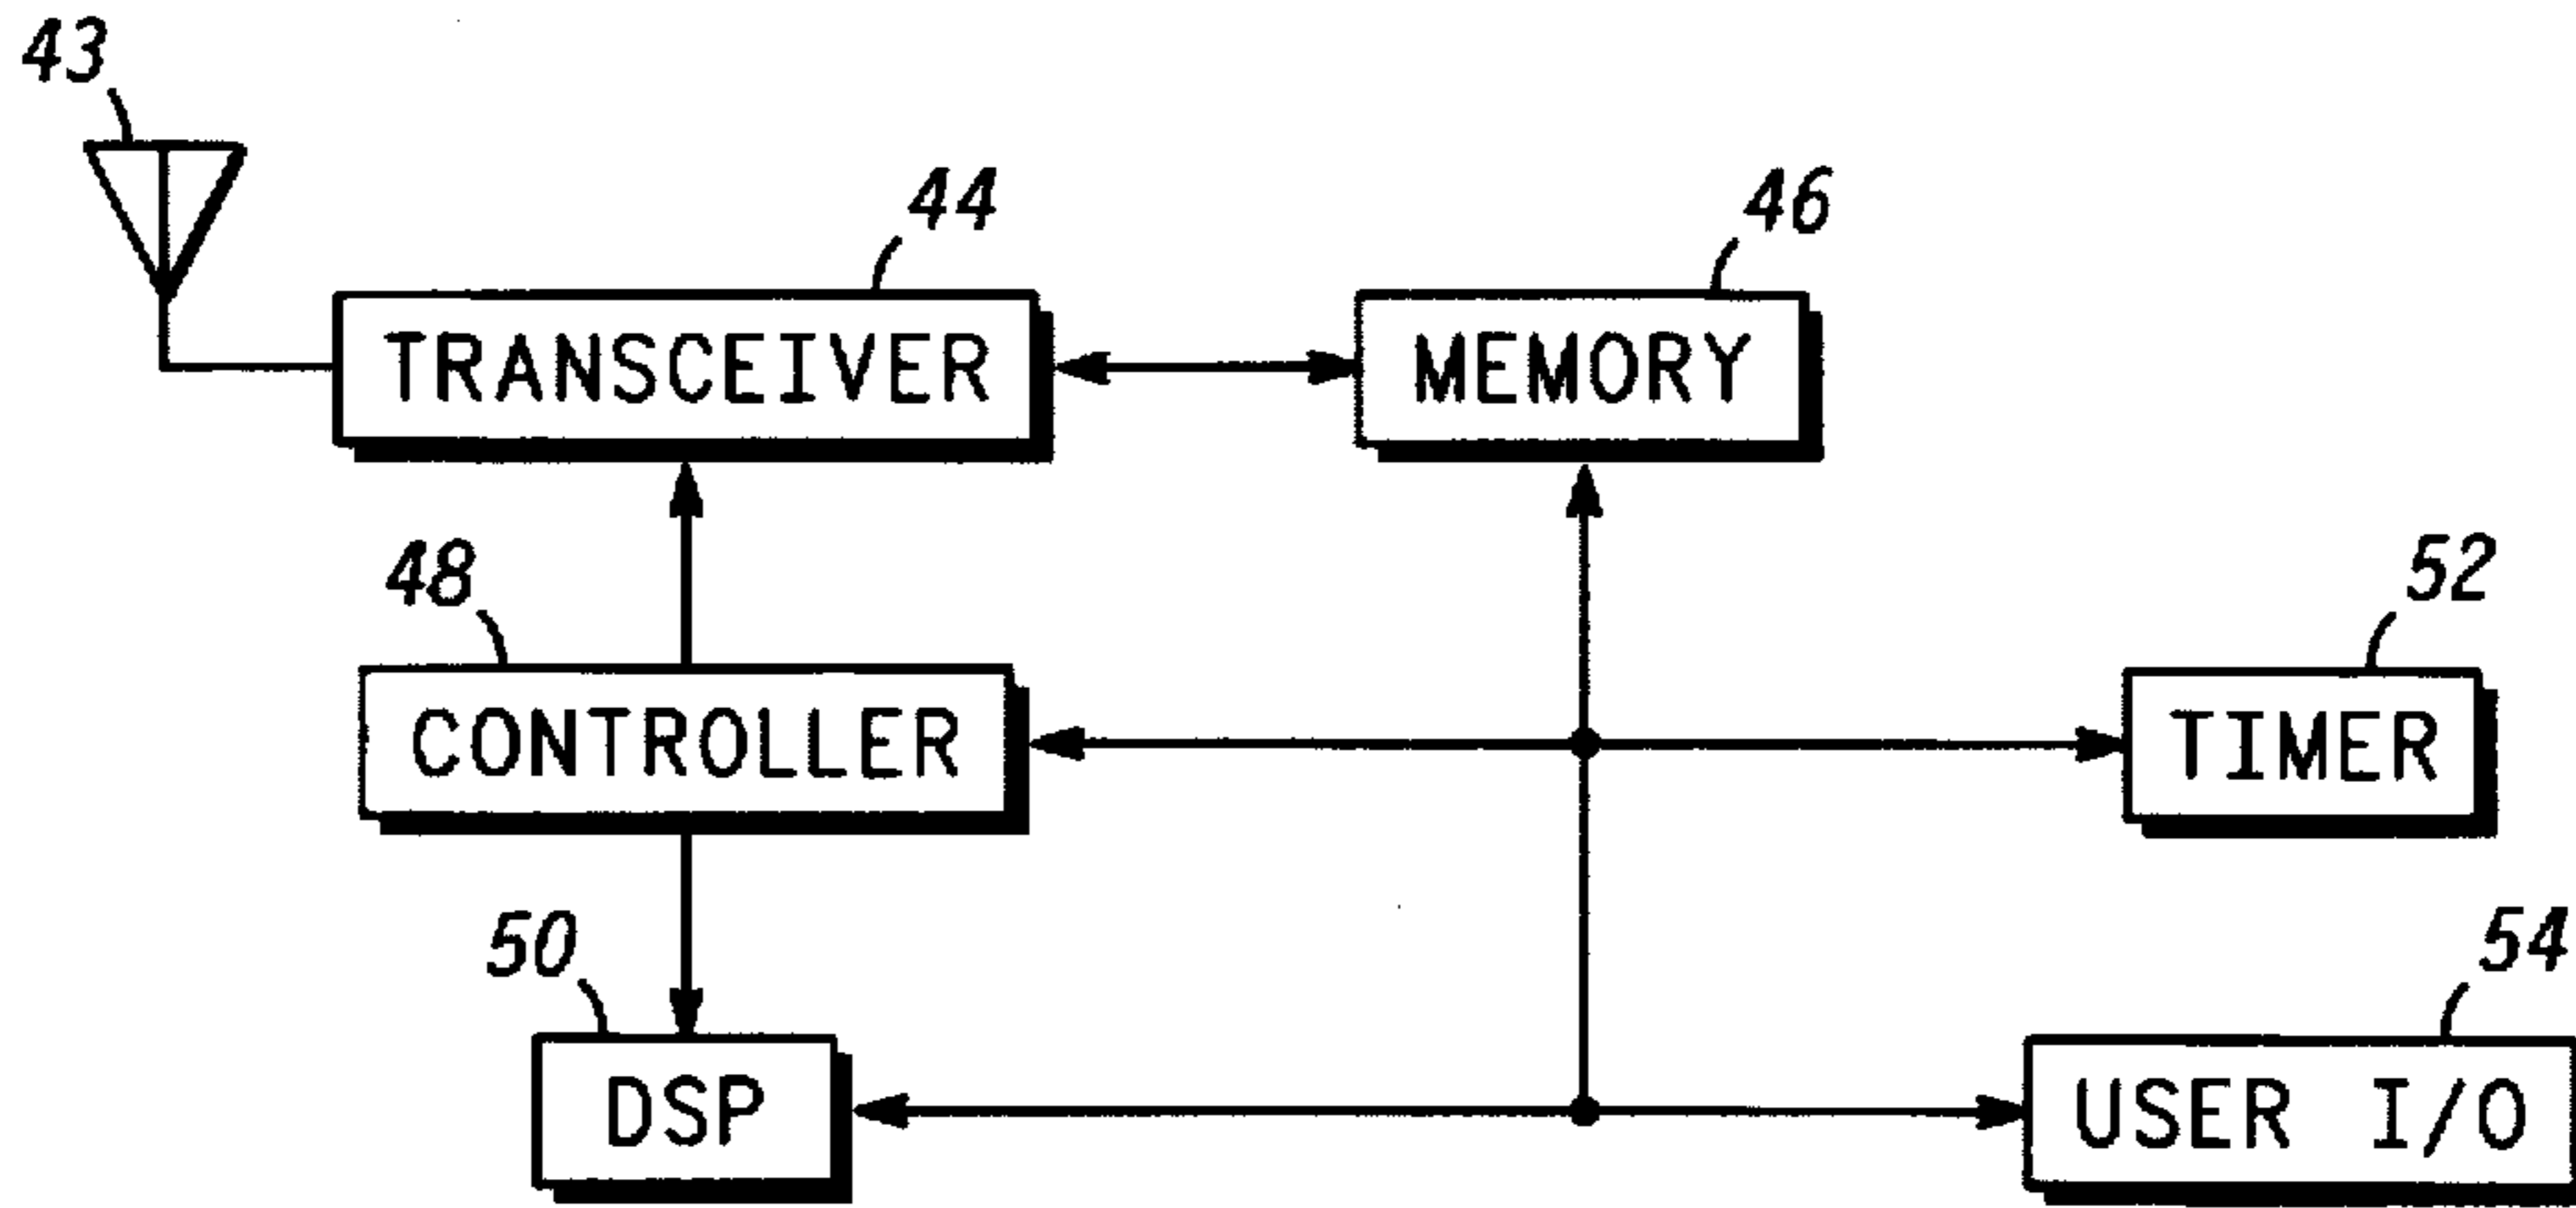 43
44
46
TRANSCEIVER
MEMORY
48
52
CONTROLLER
TIMER
50
54
DSP
USER I/O